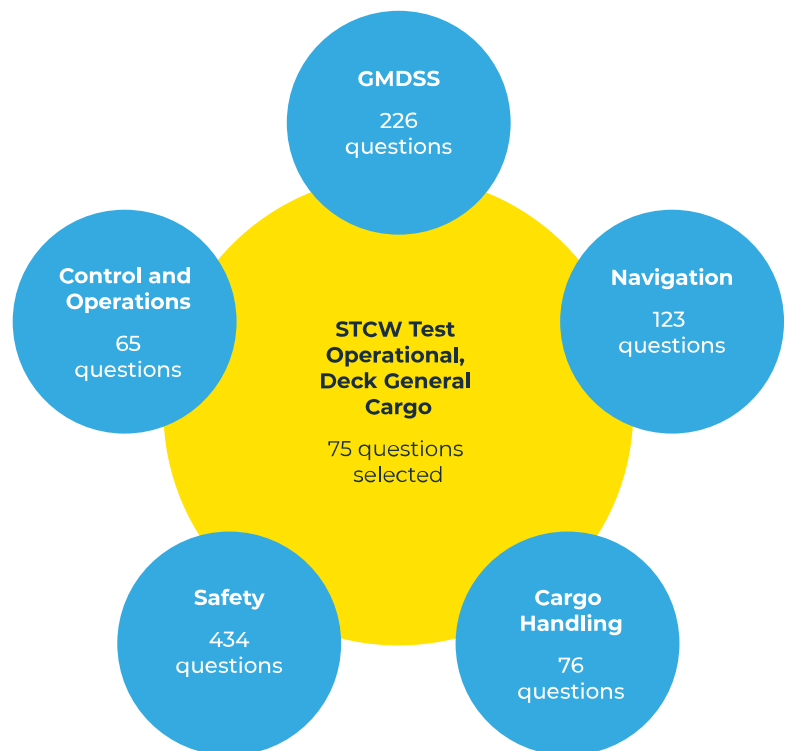 GMDSS
226
questions
Control and
Operations
65
questions
Navigation
123
questions
STCW Test
Operational,
Deck General
Cargo
75 questions
selected
Safety
434
questions
Cargo
Handling
76
questions